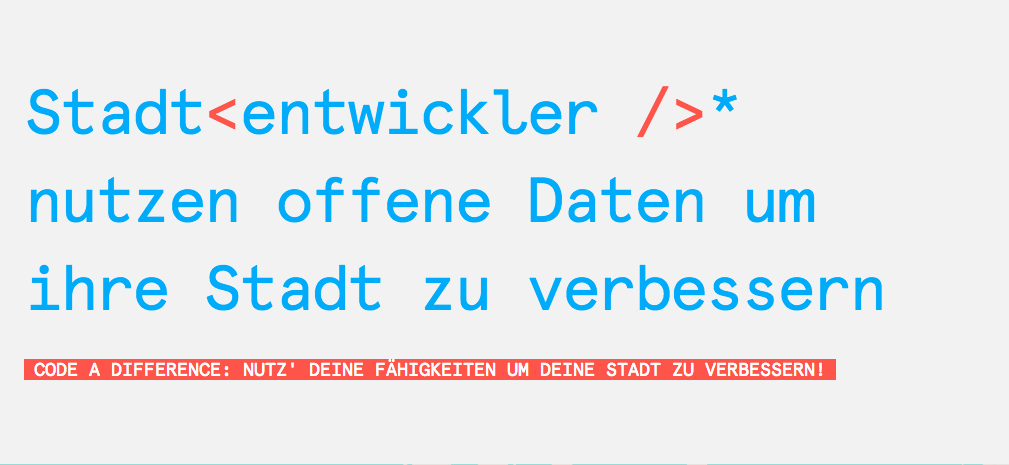 Stadt<entwickler />*
nutzen offene Daten um
ihre Stadt zu verbessern
CODE A DIFFERENCE: NUTZ' DEINE FÄHIGKEITEN UM DEINE STADT ZU VERBESSERN!